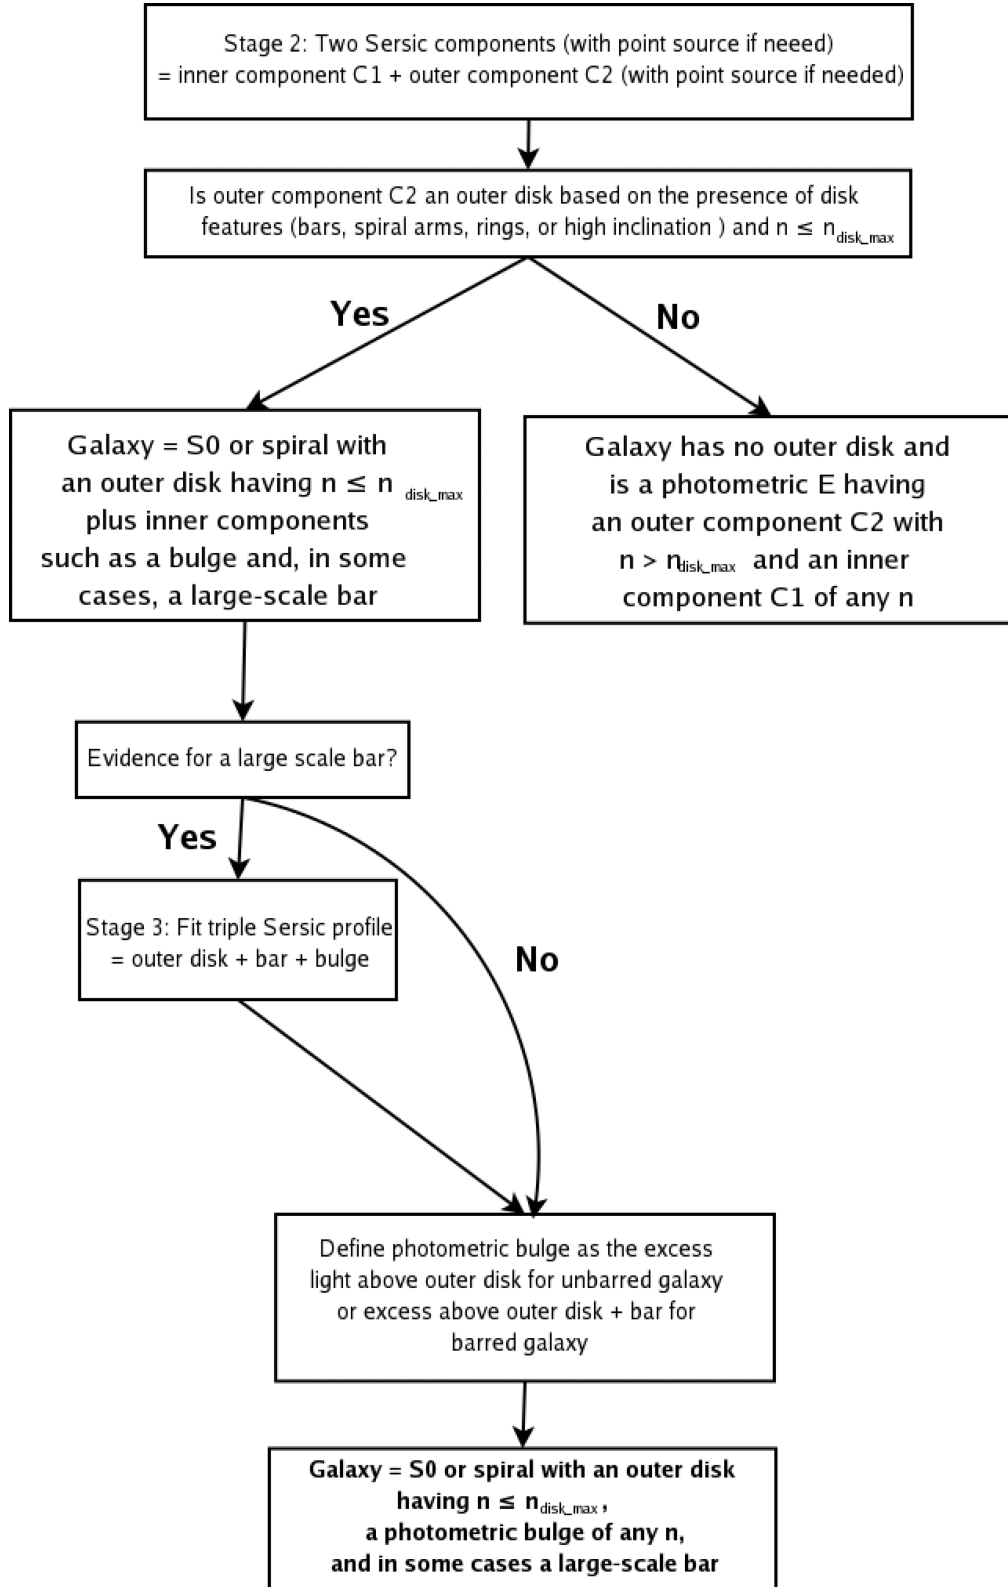 Stage 2: Two Sersic components (with point source if neeed)
= inner component C1 + outer component C2 (with point source if needed)
Is outer component C2 an outer disk based on the presence of disk
features (bars, spiral arms, rings, or high inclination ) and n ≤ n disk_max
Yes
No
Galaxy = S0 or spiral with
an outer disk having n ≤ n disk_max
plus inner components
such as a bulge and, in some
cases, a large-scale bar
Galaxy has no outer disk and
is a photometric E having
an outer component C2 with
n > n disk_max and an inner
component C1 of any n
Evidence for a large scale bar?
Yes
Stage 3: Fit triple Sersic profile
= outer disk + bar + bulge
No
Define photometric bulge as the excess
light above outer disk for unbarred galaxy
or excess above outer disk + bar for
barred galaxy
Galaxy = S0 or spiral with an outer disk
having n ≤ n disk_max ,
a photometric bulge of any n,
and in some cases a large-scale bar